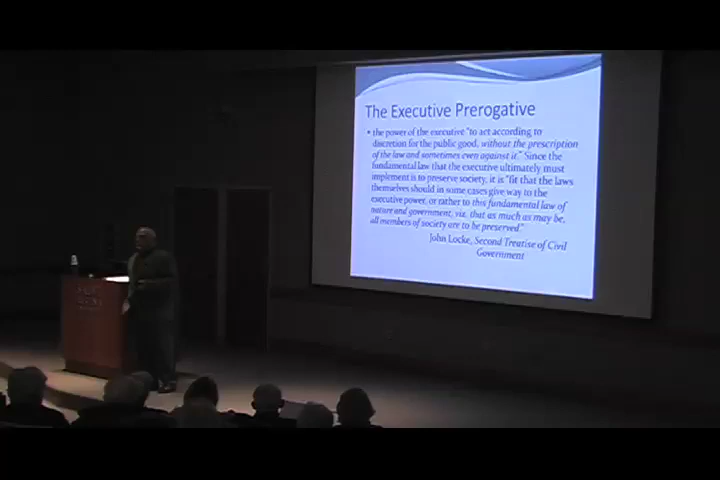 The Executive Prerogative
• the power of the executive "to act according to
discretion for the public good, without the prescription
of the law and sometimes even against it." Since the
fundamental law that the executive ultimately must
implement is to preserve society, it is "fit that the laws
themselves should in some cases give way to the
executive power, or rather to this fundamental law of
nature and government, viz. that as much as may be,
all members of society are to be preserved."
John Locke, Second Treatise of Civil
Government